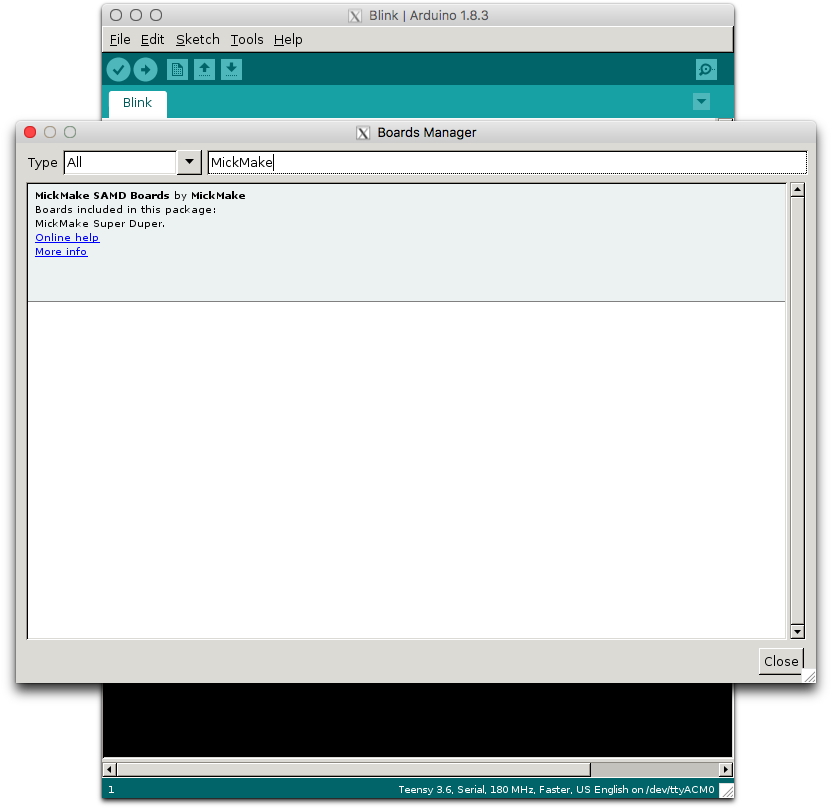 Blink | Arduino 1.8.3
File Edit Sketch Tools Help
Blink
Boards Manager
Type All MickMake
MickMake SAMD Boards by MickMake
Boards included in this package:
MickMake Super Duper.
Online help
More info
Close
1 Teensy 3.6, Serial, 180 MHz, Faster, US English on /dev/ttyACM0